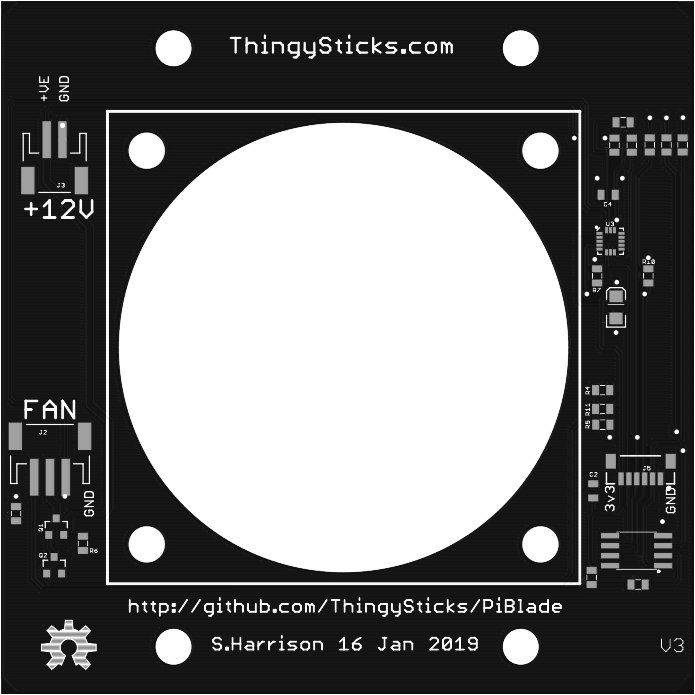 ThingySticks.com
+VE
GND
J3
+12V
C4
U3
R7
R10
FAN
J2
R4
R11
R5
GND
J5
C2
3v3
GND
Q1
R6
Q2
http://github.com/ThingySticks/PiBlade
S.Harrison 16 Jan 2019
V3